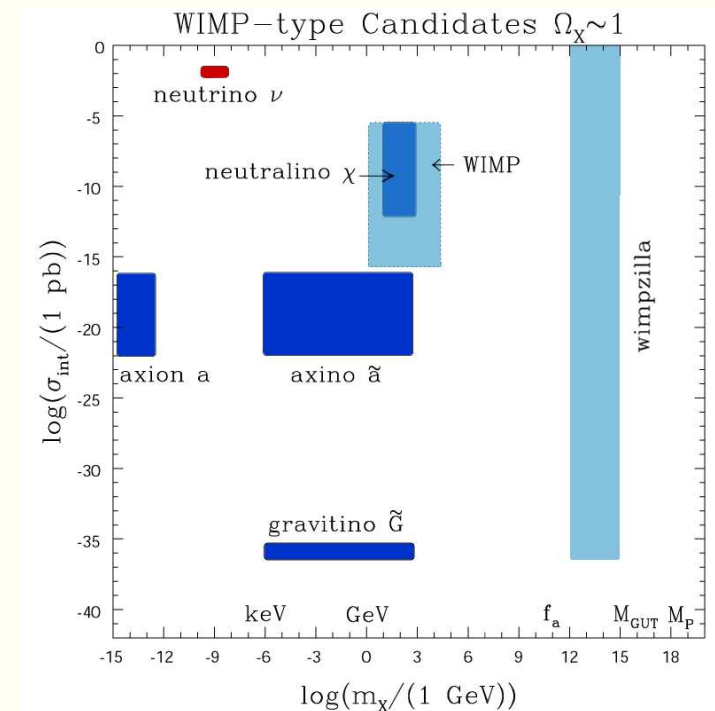 WIMP-type Candidates Ω_X~1
0
neutrino ν
-5
neutralino χ
WIMP
-10
-15
wimpzilla
log(σ_int/(1 pb))
-20
axion a
axino ã
-25
-30
gravitino G̃
-35
keV GeV f_a M_GUT M_P
-40
-15 -12 -9 -6 -3 0 3 6 9 12 15 18
log(m_X/(1 GeV))